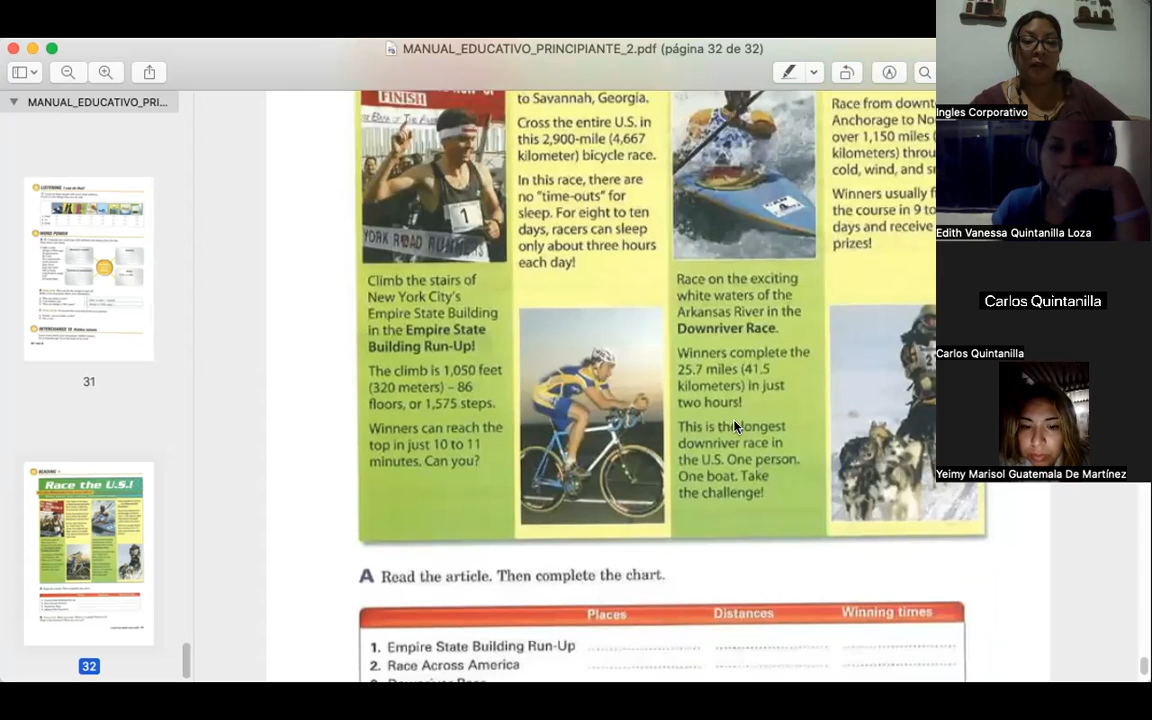 MANUAL_EDUCATIVO_PRINCIPIANTE_2.pdf (página 32 de 32)
MANUAL_EDUCATIVO_PRI...
31
32
READING
Race the U.S.!
FINISH
YORK ROAD RUNNERS
1
Climb the stairs of
New York City's
Empire State Building
in the Empire State
Building Run-Up!
The climb is 1,050 feet
(320 meters) – 86
floors, or 1,575 steps.
Winners can reach the
top in just 10 to 11
minutes. Can you?
to Savannah, Georgia.
Cross the entire U.S. in
this 2,900-mile (4,667
kilometer) bicycle race.
In this race, there are
no "time-outs" for
sleep. For eight to ten
days, racers can sleep
only about three hours
each day!
Race on the exciting
white waters of the
Arkansas River in the
Downriver Race.
Winners complete the
25.7 miles (41.5
kilometers) in just
two hours!
This is the longest
downriver race in
the U.S. One person.
One boat. Take
the challenge!
Race from downt
Anchorage to No
over 1,150 miles (
kilometers) throu
cold, wind, and s
Winners usually f
the course in 9 to
days and receive
prizes!
A Read the article. Then complete the chart.
Places Distances Winning times
1. Empire State Building Run-Up
2. Race Across America
Ingles Corporativo
Edith Vanessa Quintanilla Loza
Carlos Quintanilla
Carlos Quintanilla
Yeimy Marisol Guatemala De Martínez